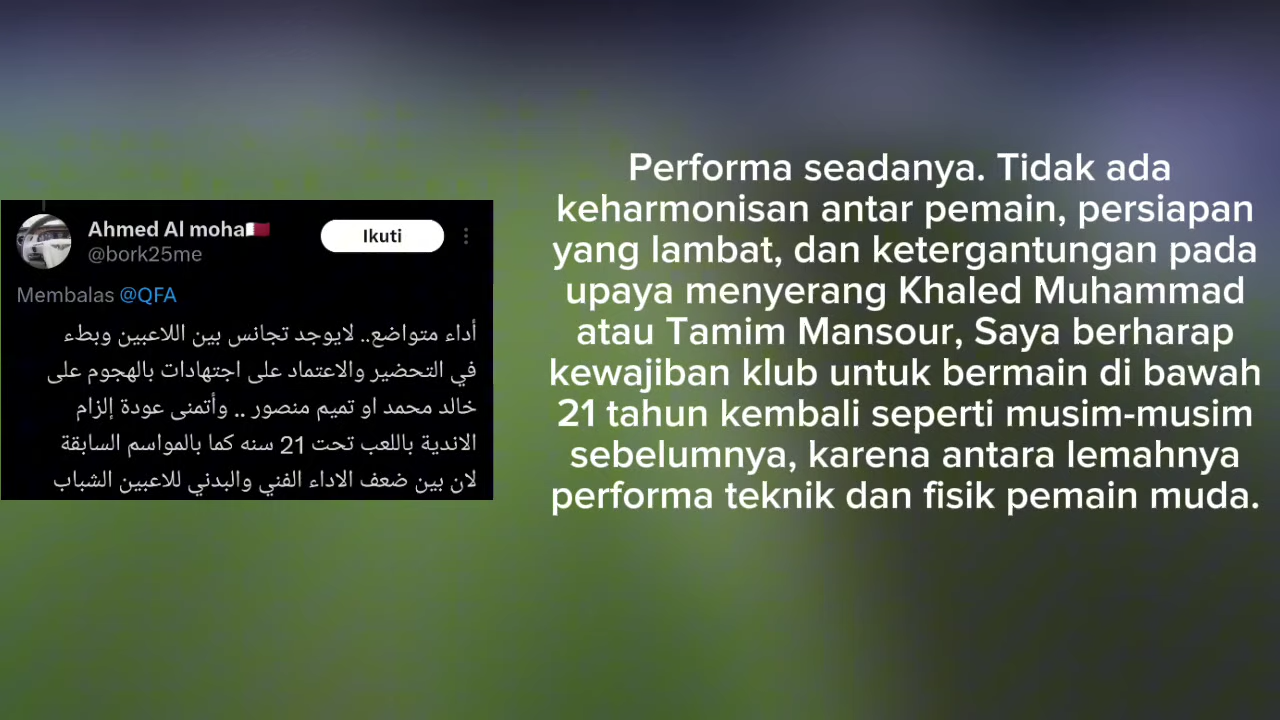 Ahmed Al moha🇶🇦
@bork25me
Ikuti
Membalas @QFA
أداء متواضع.. لايوجد تجانس بين اللاعبين وبطء
في التحضير والاعتماد على اجتهادات بالهجوم على
خالد محمد او تميم منصور .. وأتمنى عودة إلزام
الاندية باللعب تحت 21 سنه كما بالمواسم السابقة
لان بين ضعف الاداء الفني والبدني للاعبين الشباب
Performa seadanya. Tidak ada
keharmonisan antar pemain, persiapan
yang lambat, dan ketergantungan pada
upaya menyerang Khaled Muhammad
atau Tamim Mansour, Saya berharap
kewajiban klub untuk bermain di bawah
21 tahun kembali seperti musim-musim
sebelumnya, karena antara lemahnya
performa teknik dan fisik pemain muda.